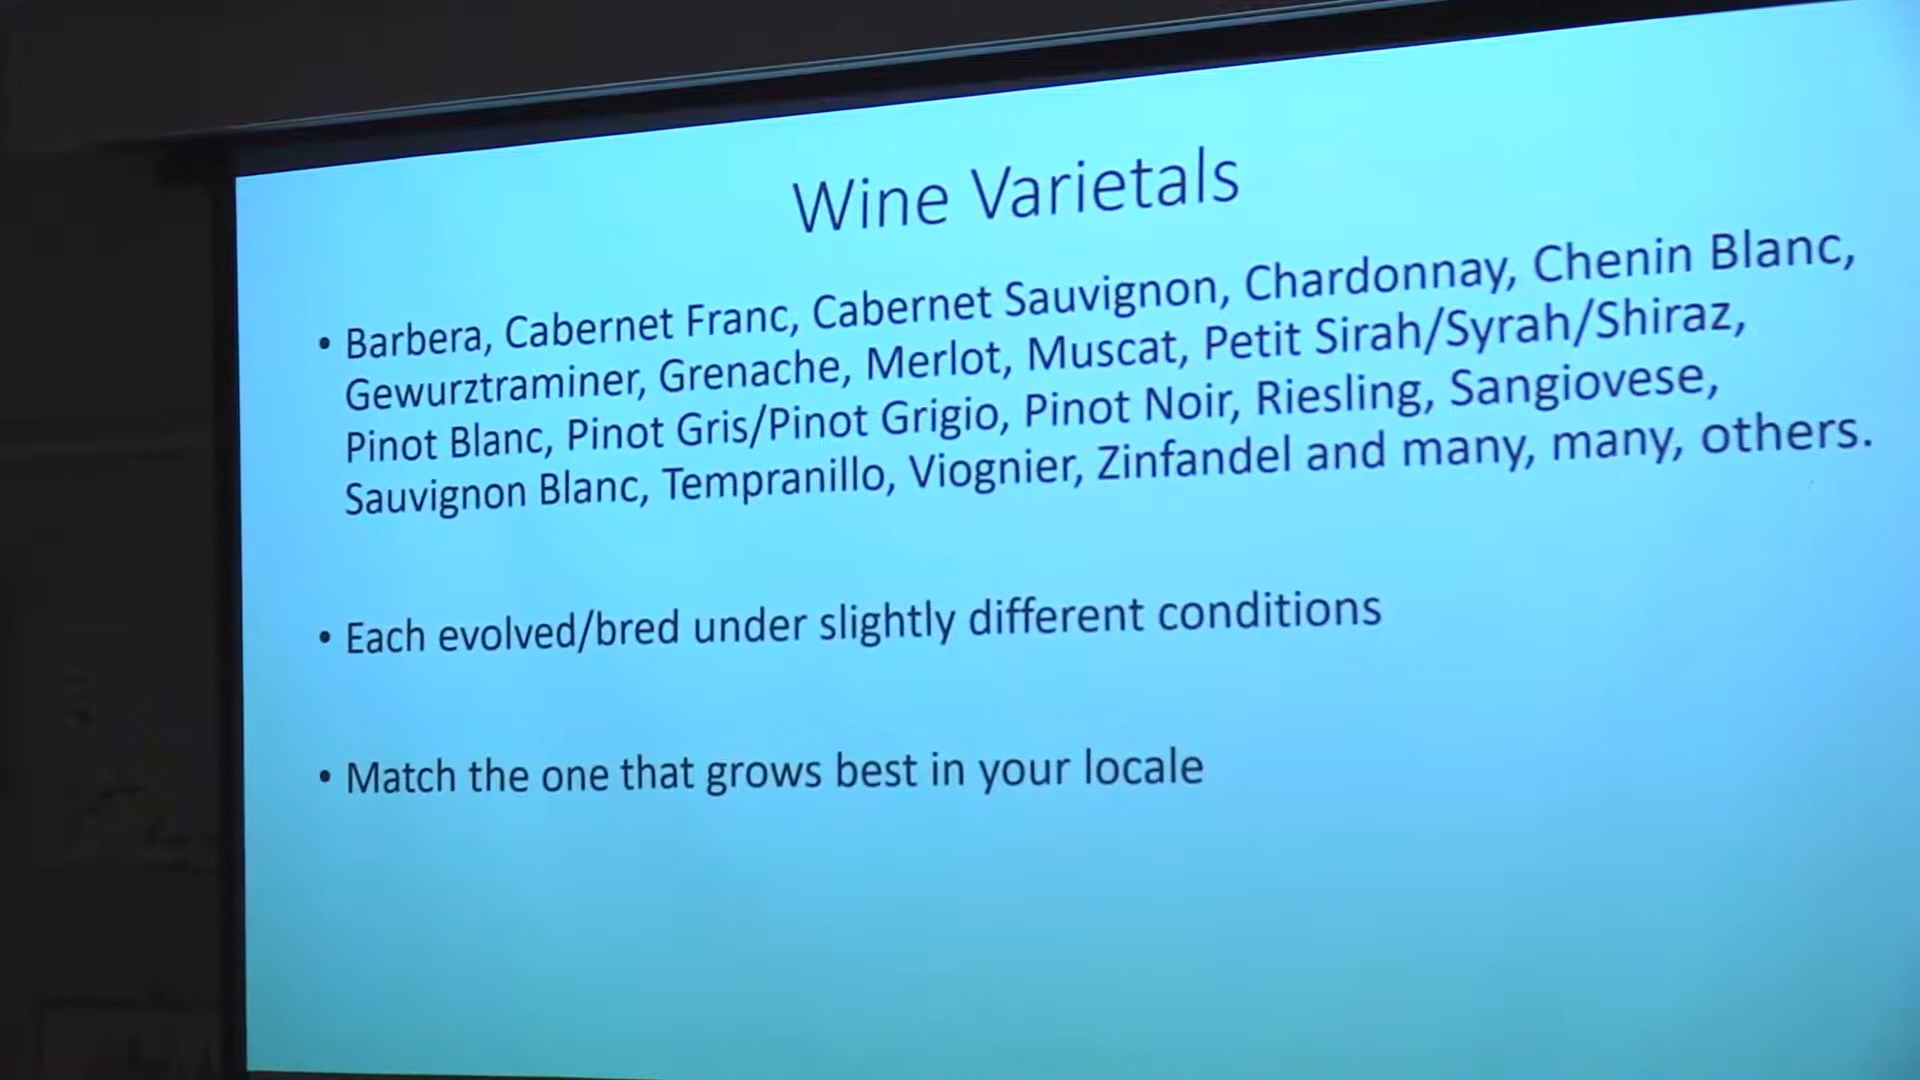 Wine Varietals
• Barbera, Cabernet Franc, Cabernet Sauvignon, Chardonnay, Chenin Blanc,
Gewurztraminer, Grenache, Merlot, Muscat, Petit Sirah/Syrah/Shiraz,
Pinot Blanc, Pinot Gris/Pinot Grigio, Pinot Noir, Riesling, Sangiovese,
Sauvignon Blanc, Tempranillo, Viognier, Zinfandel and many, many, others.
• Each evolved/bred under slightly different conditions
• Match the one that grows best in your locale